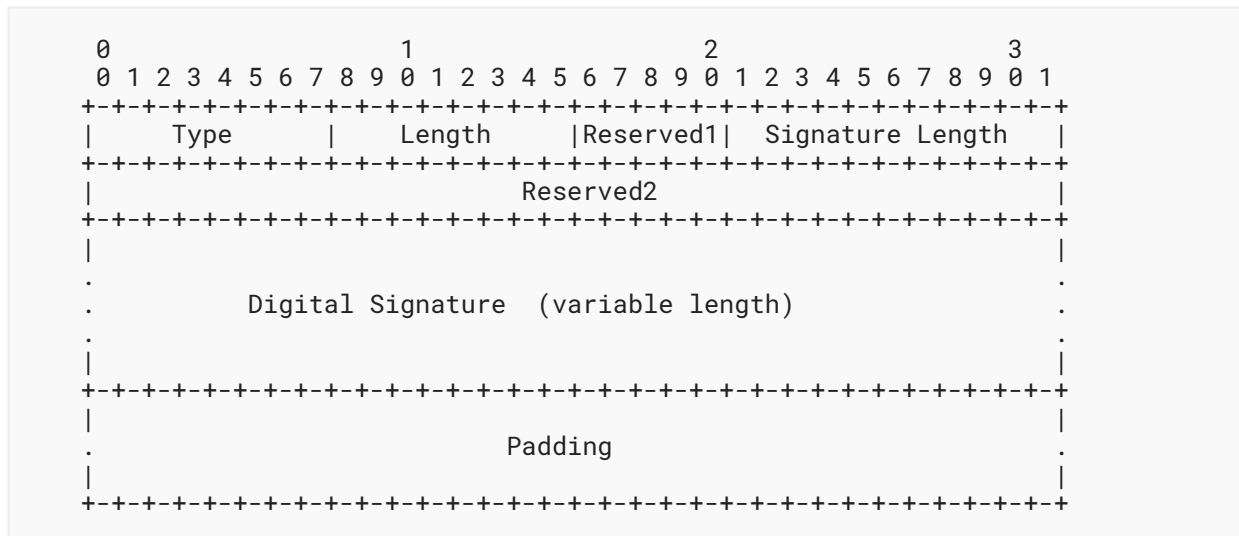 0                   1                   2                   3
 0 1 2 3 4 5 6 7 8 9 0 1 2 3 4 5 6 7 8 9 0 1 2 3 4 5 6 7 8 9 0 1
+-+-+-+-+-+-+-+-+-+-+-+-+-+-+-+-+-+-+-+-+-+-+-+-+-+-+-+-+-+-+-+-+
|     Type      |    Length     |Reserved1|  Signature Length   |
+-+-+-+-+-+-+-+-+-+-+-+-+-+-+-+-+-+-+-+-+-+-+-+-+-+-+-+-+-+-+-+-+
|                            Reserved2                          |
+-+-+-+-+-+-+-+-+-+-+-+-+-+-+-+-+-+-+-+-+-+-+-+-+-+-+-+-+-+-+-+-+
|                                                               |
.                                                               .
.          Digital Signature  (variable length)                 .
.                                                               .
|                                                               |
+-+-+-+-+-+-+-+-+-+-+-+-+-+-+-+-+-+-+-+-+-+-+-+-+-+-+-+-+-+-+-+-+
|                                                               |
.                           Padding                             .
|                                                               |
+-+-+-+-+-+-+-+-+-+-+-+-+-+-+-+-+-+-+-+-+-+-+-+-+-+-+-+-+-+-+-+-+